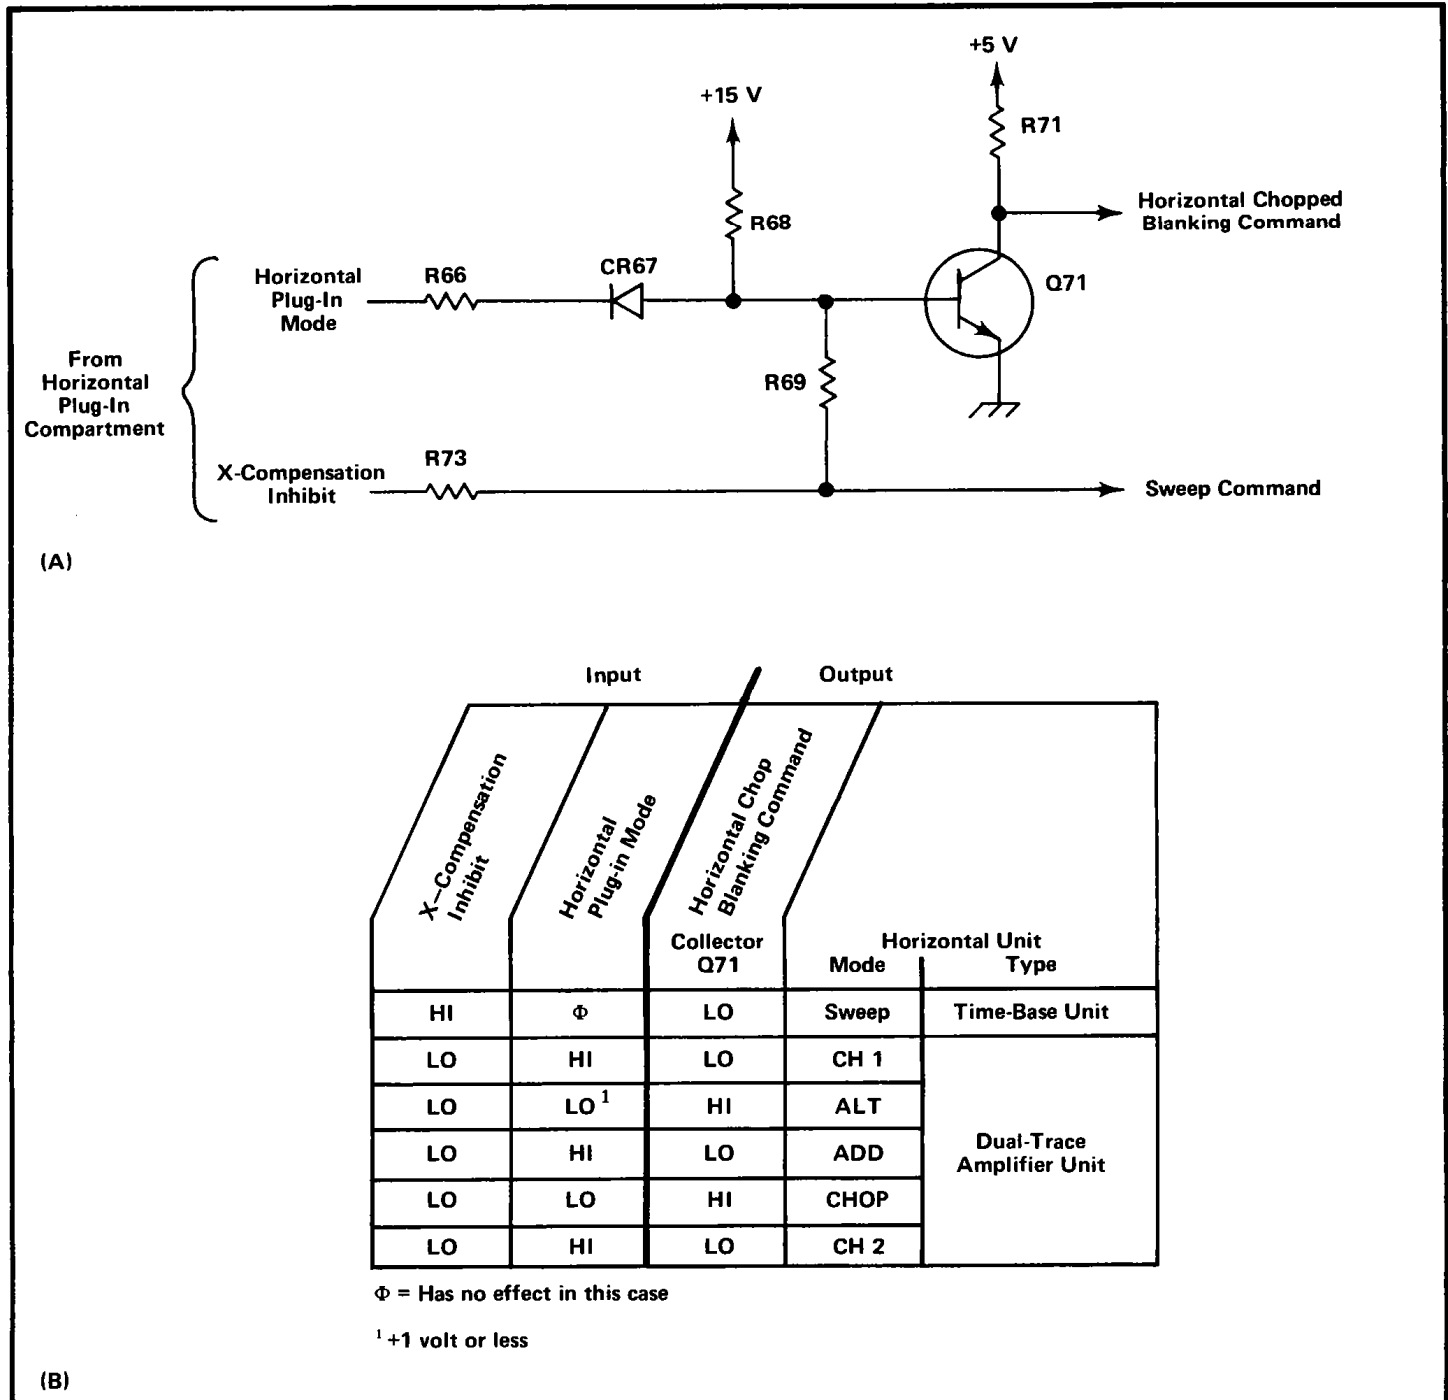 +5 V
+15 V
R71
Horizontal Chopped
Blanking Command
R68
Q71
Horizontal
Plug-In
Mode
R66
CR67
From
Horizontal
Plug-In
Compartment
R69
X-Compensation
Inhibit
R73
Sweep Command
(A)
Input
Output
X—Compensation
Inhibit
Horizontal
Plug-in Mode
Horizontal Chop
Blanking Command
Collector
Q71
Horizontal Unit
Mode Type
HI Φ LO Sweep Time-Base Unit
LO HI LO CH 1
LO LO¹ HI ALT
LO HI LO ADD
Dual-Trace
Amplifier Unit
LO LO HI CHOP
LO HI LO CH 2
Φ = Has no effect in this case
¹ +1 volt or less
(B)